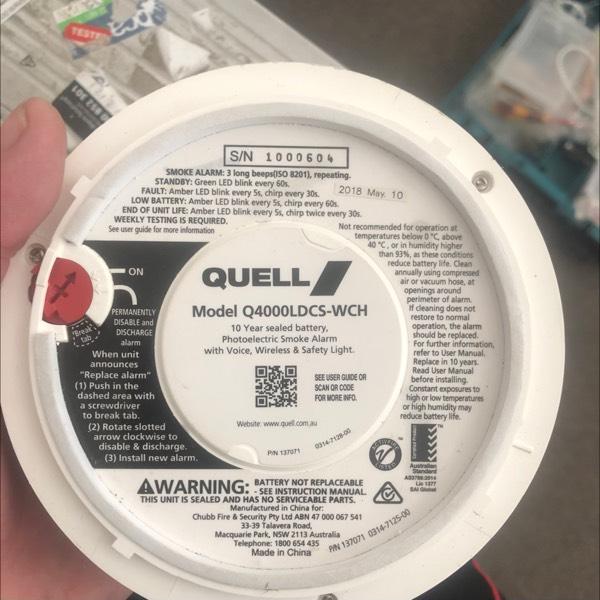 TESTE
S/N 1000604
SMOKE ALARM: 3 long beeps(ISO 8201), repeating.
STANDBY: Green LED blink every 60s.
FAULT: Amber LED blink every 5s, chirp every 30s.
LOW BATTERY: Amber LED blink every 5s, chirp every 60s.
END OF UNIT LIFE: Amber LED blink every 5s, chirp twice every 30s.
WEEKLY TESTING IS REQUIRED.
See user guide for more information
2018 May. 10
Not recommended for operation at
temperatures below 0 °C, above
40 °C, or in humidity higher
than 93%, as these conditions
reduce battery life. Clean
annually using compressed
air or vacuum hose, at
openings around
perimeter of alarm.
If cleaning does not
restore to normal
operation, the alarm
should be replaced.
For further information,
refer to User Manual.
Replace in 10 years.
Read User Manual
before installing.
Constant exposures to
high or low temperatures
or high humidity may
reduce battery life.
ON
PERMANENTLY
DISABLE and
DISCHARGE
alarm
Break
tab
When unit
announces
"Replace alarm"
(1) Push in the
dashed area with
a screwdriver
to break tab.
(2) Rotate slotted
arrow clockwise to
disable & discharge.
(3) Install new alarm.
QUELL
Model Q4000LDCS-WCH
10 Year sealed battery,
Photoelectric Smoke Alarm
with Voice, Wireless & Safety Light.
SEE USER GUIDE OR
SCAN QR CODE
FOR MORE INFO.
Website: www.quell.com.au
P/N 137071 0314-7128-00
Australian
Standard
AS3786:2014
Lic 1377
SAI Global
WARNING: BATTERY NOT REPLACEABLE
- SEE INSTRUCTION MANUAL.
THIS UNIT IS SEALED AND HAS NO SERVICEABLE PARTS.
Manufactured in China for:
Chubb Fire & Security Pty Ltd ABN 47 000 067 541
33-39 Talavera Road,
Macquarie Park, NSW 2113 Australia
Telephone: 1800 654 435
Made in China
P/N 137071 0314-7125-00